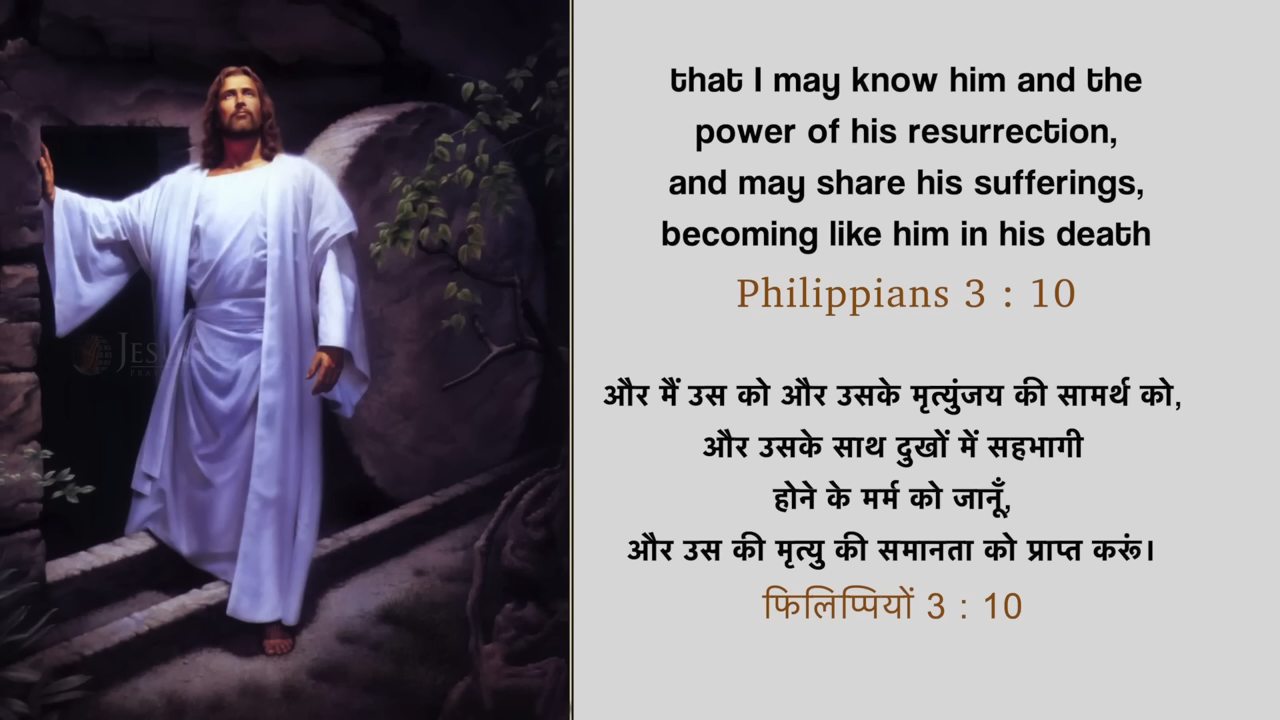 that I may know him and the
power of his resurrection,
and may share his sufferings,
becoming like him in his death
Philippians 3 : 10
और मैं उस को और उसके मृत्युंजय की सामर्थ को,
और उसके साथ दुखों में सहभागी
होने के मर्म को जानूँ,
और उस की मृत्यु की समानता को प्राप्त करूं।
फिलिप्पियों 3 : 10